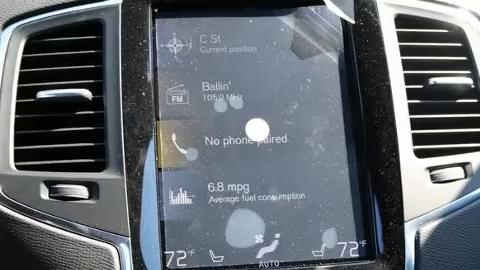 C St
Current position
Ballin'
FM
105.9 MHz
No phone paired
6.8 mpg
Average fuel consumption
72°F
AUTO
72°F